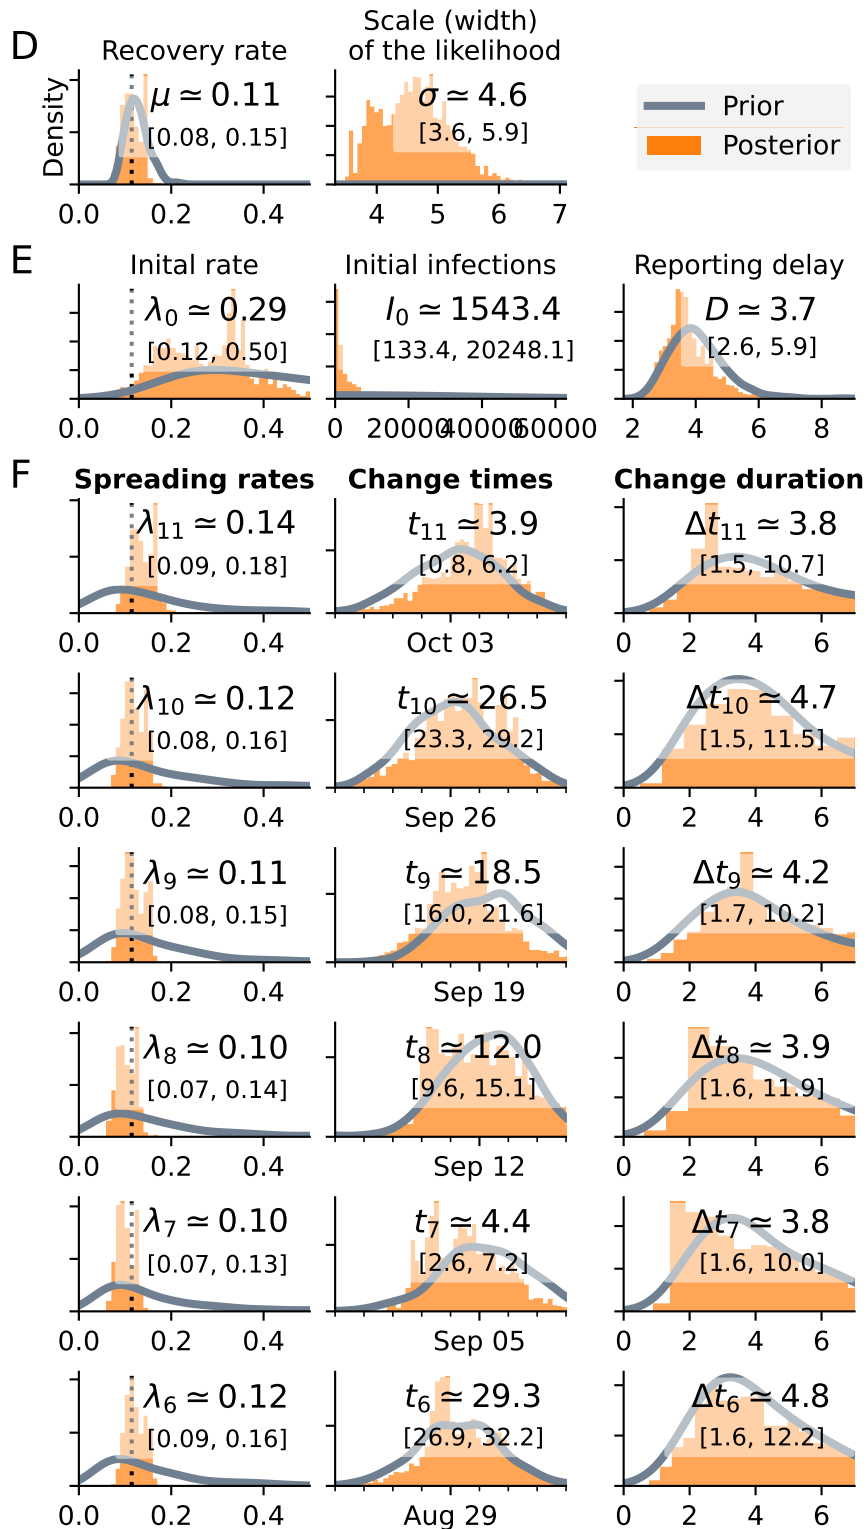 D
Recovery rate
Scale (width)
of the likelihood
Density
μ ≃ 0.11
[0.08, 0.15]
σ ≃ 4.6
[3.6, 5.9]
Prior
Posterior
0.0 0.2 0.4
4 5 6 7
E
Inital rate
Initial infections
Reporting delay
λ0 ≃ 0.29
[0.12, 0.50]
I0 ≃ 1543.4
[133.4, 20248.1]
D ≃ 3.7
[2.6, 5.9]
0.0 0.2 0.4
0 20000 40000 60000
2 4 6 8
F
Spreading rates
Change times
Change duration
λ11 ≃ 0.14
[0.09, 0.18]
t11 ≃ 3.9
[0.8, 6.2]
Δt11 ≃ 3.8
[1.5, 10.7]
0.0 0.2 0.4
Oct 03
0 2 4 6
λ10 ≃ 0.12
[0.08, 0.16]
t10 ≃ 26.5
[23.3, 29.2]
Δt10 ≃ 4.7
[1.5, 11.5]
0.0 0.2 0.4
Sep 26
0 2 4 6
λ9 ≃ 0.11
[0.08, 0.15]
t9 ≃ 18.5
[16.0, 21.6]
Δt9 ≃ 4.2
[1.7, 10.2]
0.0 0.2 0.4
Sep 19
0 2 4 6
λ8 ≃ 0.10
[0.07, 0.14]
t8 ≃ 12.0
[9.6, 15.1]
Δt8 ≃ 3.9
[1.6, 11.9]
0.0 0.2 0.4
Sep 12
0 2 4 6
λ7 ≃ 0.10
[0.07, 0.13]
t7 ≃ 4.4
[2.6, 7.2]
Δt7 ≃ 3.8
[1.6, 10.0]
0.0 0.2 0.4
Sep 05
0 2 4 6
λ6 ≃ 0.12
[0.09, 0.16]
t6 ≃ 29.3
[26.9, 32.2]
Δt6 ≃ 4.8
[1.6, 12.2]
0.0 0.2 0.4
Aug 29
0 2 4 6